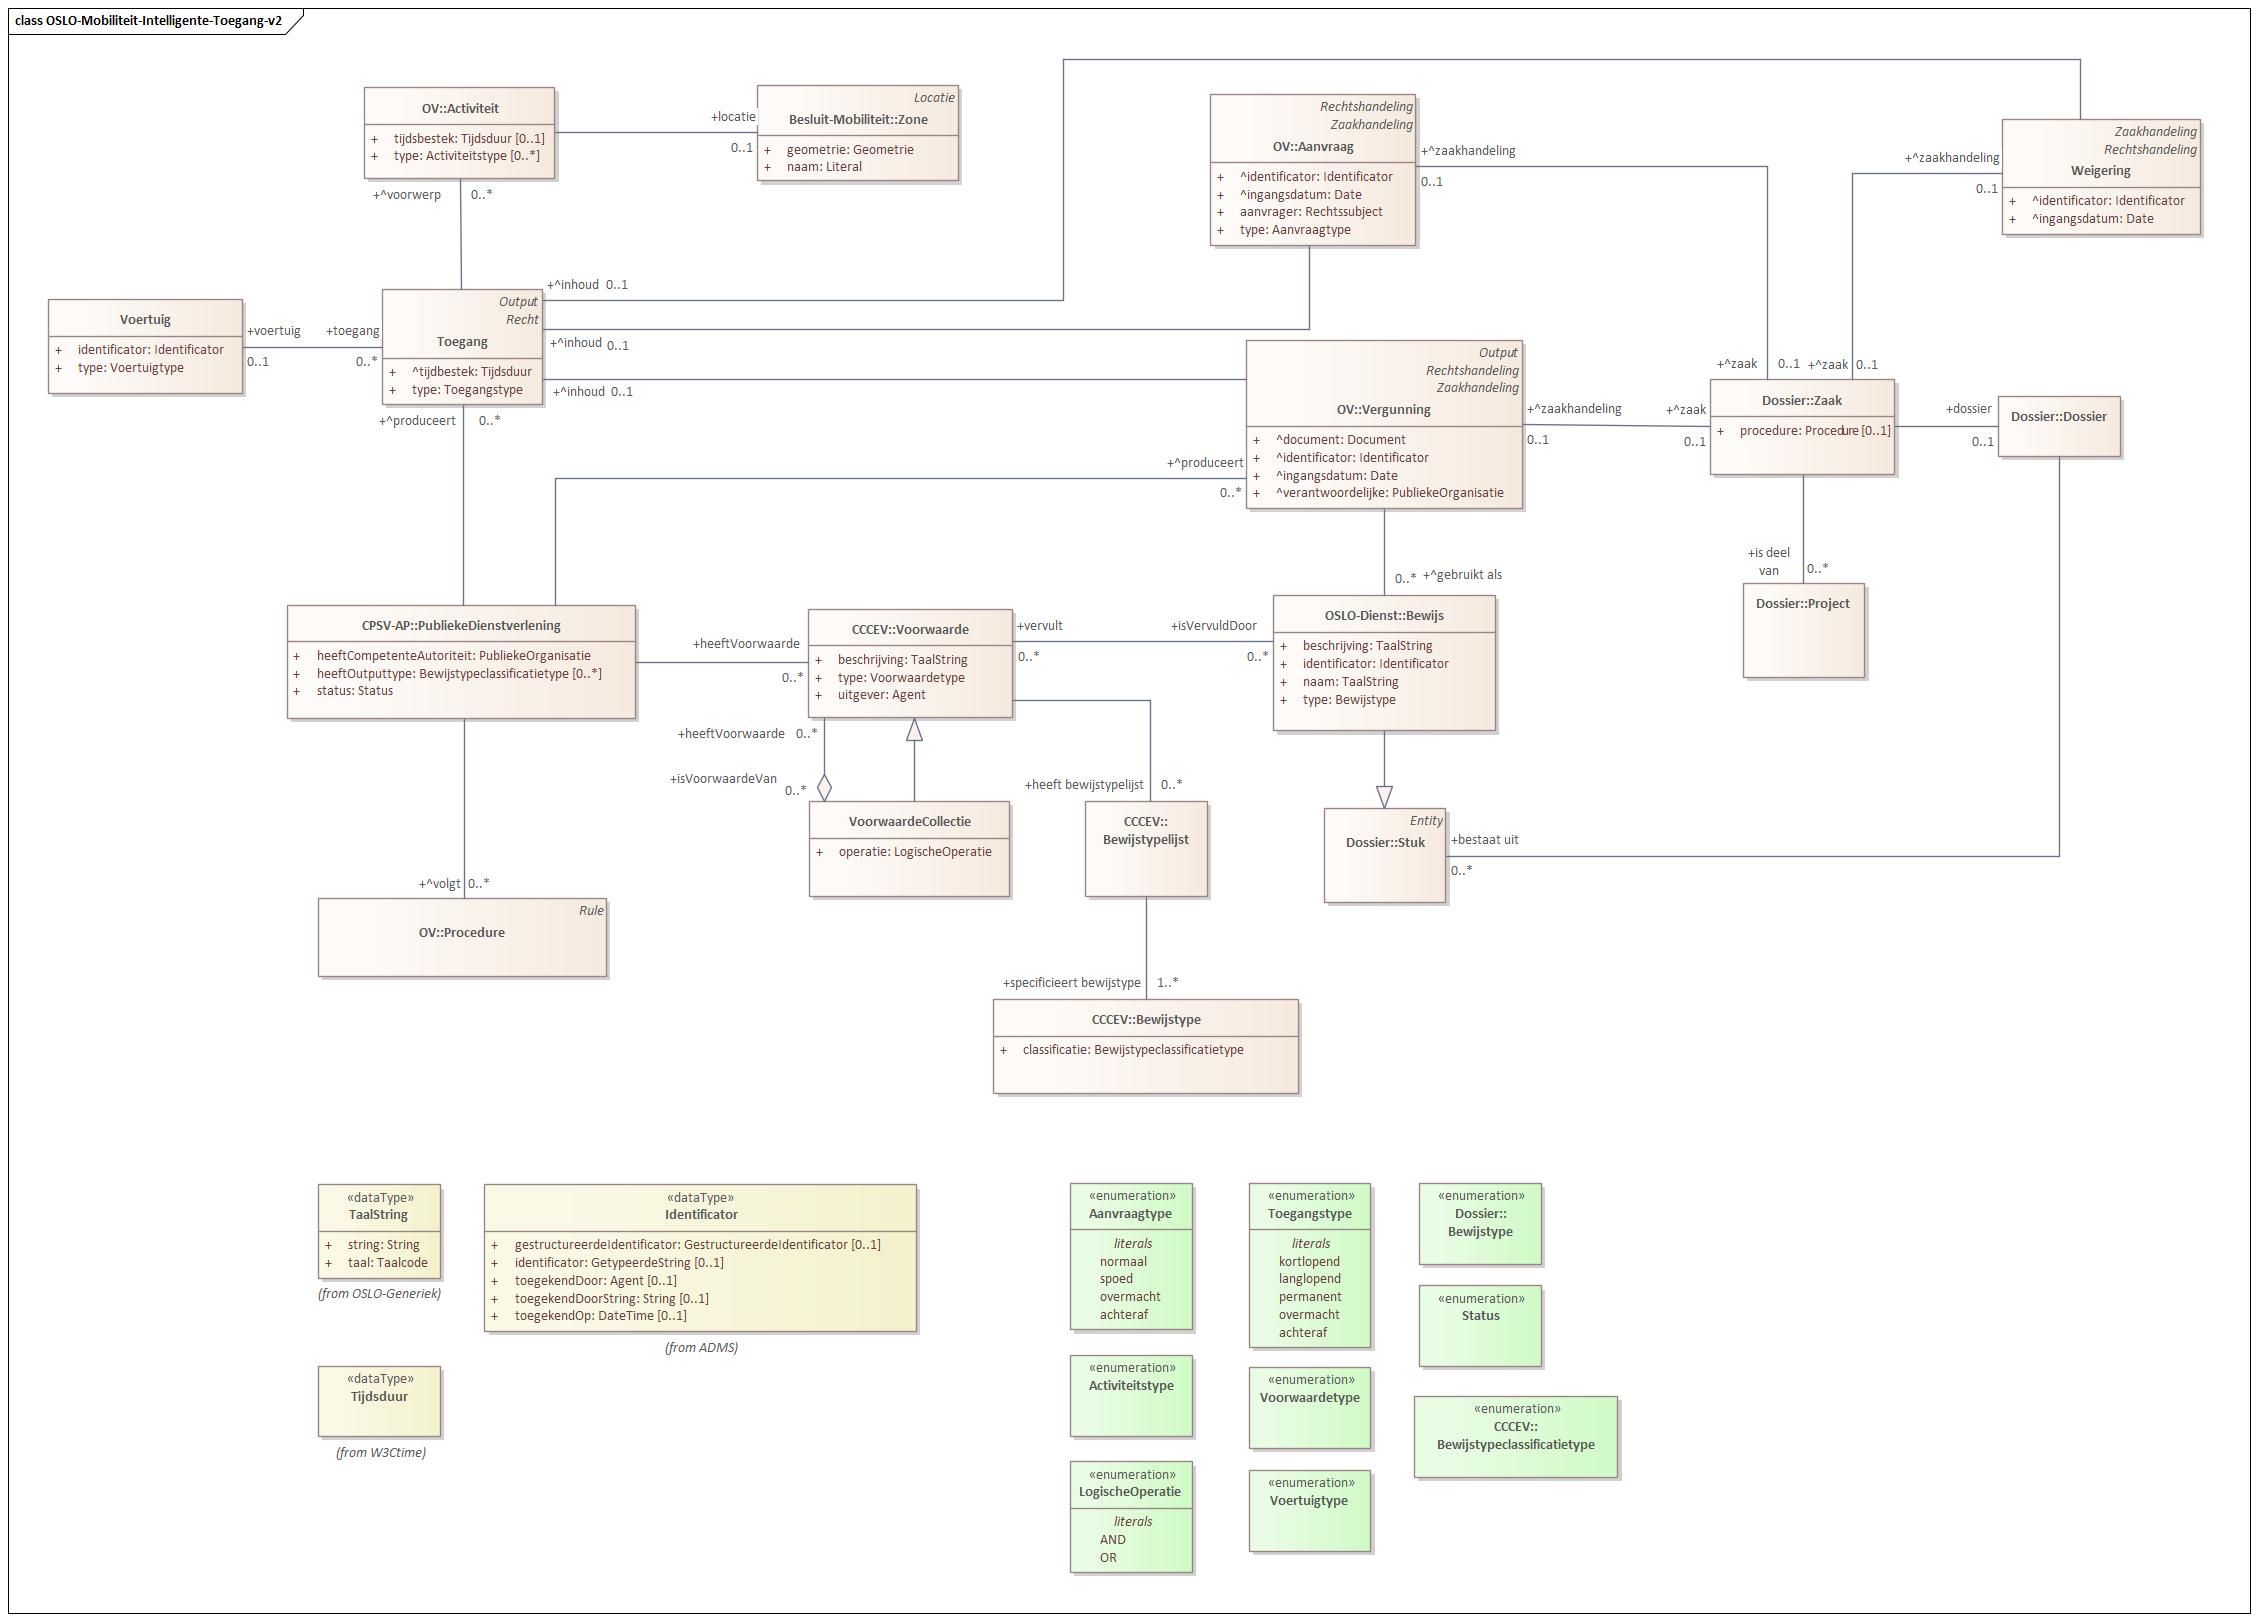 class OSLO-Mobiliteit-Intelligente-Toegang-v2
OV::Activiteit
+ tijdsbestek: Tijdsduur [0..1]
+ type: Activiteitstype [0..*]
+locatie
0..1
Locatie
Besluit-Mobiliteit::Zone
+ geometrie: Geometrie
+ naam: Literal
+^voorwerp 0..*
Rechtshandeling
Zaakhandeling
OV::Aanvraag
+ ^identificator: Identificator
+ ^ingangsdatum: Date
+ aanvrager: Rechtssubject
+ type: Aanvraagtype
+^zaakhandeling
0..1
+^zaakhandeling
0..1
Zaakhandeling
Rechtshandeling
Weigering
+ ^identificator: Identificator
+ ^ingangsdatum: Date
Voertuig
+ identificator: Identificator
+ type: Voertuigtype
+voertuig
0..1
+toegang
0..*
Output
Recht
Toegang
+ ^tijdbestek: Tijdsduur
+ type: Toegangstype
+^inhoud 0..1
+^inhoud 0..1
+^inhoud 0..1
+^produceert 0..*
Output
Rechtshandeling
Zaakhandeling
OV::Vergunning
+ ^document: Document
+ ^identificator: Identificator
+ ^ingangsdatum: Date
+ ^verantwoordelijke: PubliekeOrganisatie
+^produceert
0..*
+^zaakhandeling
0..1
+^zaak
0..1
+^zaak 0..1
+^zaak 0..1
Dossier::Zaak
+ procedure: Procedure [0..1]
+dossier
0..1
Dossier::Dossier
+is deel
van
0..*
Dossier::Project
0..* +^gebruikt als
CPSV-AP::PubliekeDienstverlening
+ heeftCompetenteAutoriteit: PubliekeOrganisatie
+ heeftOutputtype: Bewijstypeclassificatietype [0..*]
+ status: Status
+heeftVoorwaarde
0..*
CCCEV::Voorwaarde
+ beschrijving: TaalString
+ type: Voorwaardetype
+ uitgever: Agent
+vervult
0..*
+isVervuldDoor
0..*
OSLO-Dienst::Bewijs
+ beschrijving: TaalString
+ identificator: Identificator
+ naam: TaalString
+ type: Bewijstype
+heeftVoorwaarde 0..*
+isVoorwaardeVan
0..*
+heeft bewijstypelijst 0..*
VoorwaardeCollectie
+ operatie: LogischeOperatie
CCCEV::
Bewijstypelijst
Entity
Dossier::Stuk
+bestaat uit
0..*
+^volgt 0..*
Rule
OV::Procedure
+specificieert bewijstype 1..*
CCCEV::Bewijstype
+ classificatie: Bewijstypeclassificatietype
«dataType»
TaalString
+ string: String
+ taal: Taalcode
(from OSLO-Generiek)
«dataType»
Identificator
+ gestructureerdeIdentificator: GestructureerdeIdentificator [0..1]
+ identificator: GetypeerdeString [0..1]
+ toegekendDoor: Agent [0..1]
+ toegekendDoorString: String [0..1]
+ toegekendOp: DateTime [0..1]
(from ADMS)
«dataType»
Tijdsduur
(from W3Ctime)
«enumeration»
Aanvraagtype
literals
normaal
spoed
overmacht
achteraf
«enumeration»
Toegangstype
literals
kortlopend
langlopend
permanent
overmacht
achteraf
«enumeration»
Dossier::
Bewijstype
«enumeration»
Status
«enumeration»
Activiteitstype
«enumeration»
Voorwaardetype
«enumeration»
CCCEV::
Bewijstypeclassificatietype
«enumeration»
LogischeOperatie
literals
AND
OR
«enumeration»
Voertuigtype